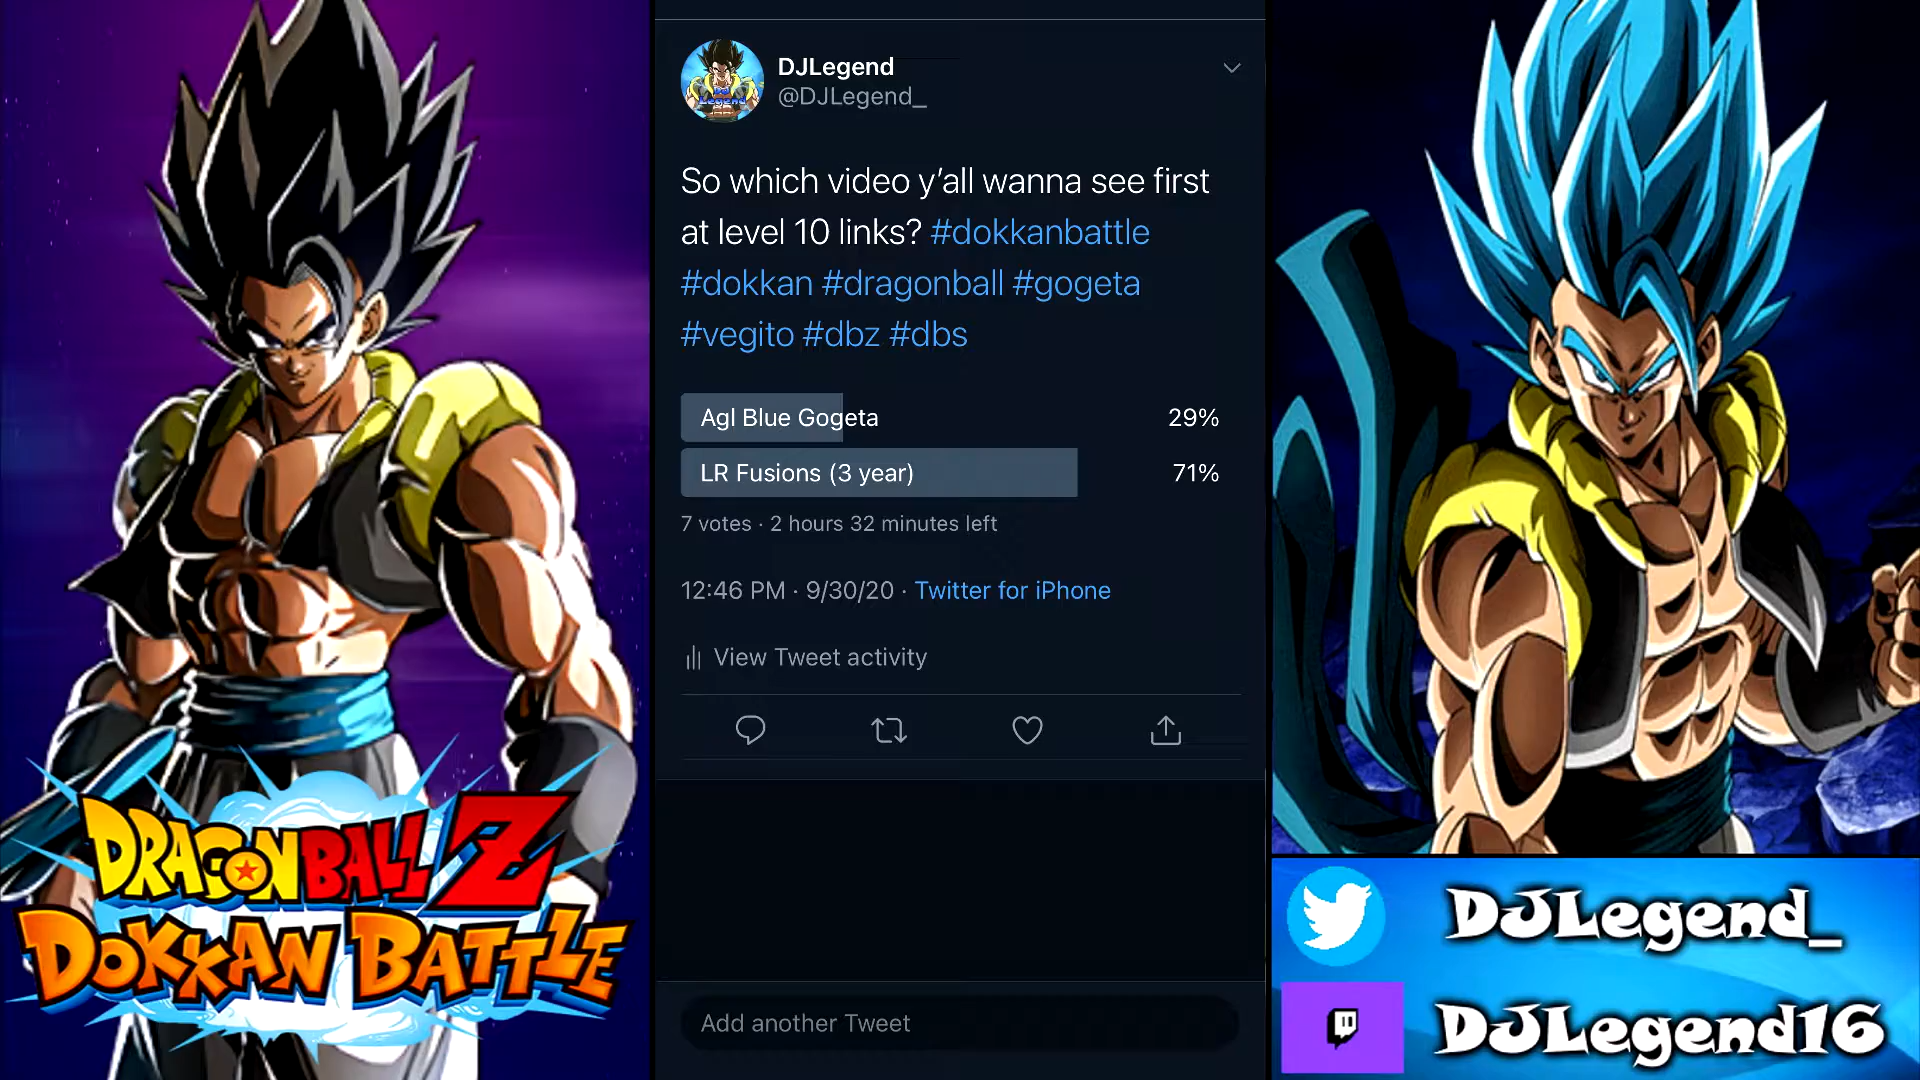 DJLegend
@DJLegend_
Legend
So which video y’all wanna see first
at level 10 links? #dokkanbattle
#dokkan #dragonball #gogeta
#vegito #dbz #dbs
Agl Blue Gogeta 29%
LR Fusions (3 year) 71%
7 votes · 2 hours 32 minutes left
12:46 PM · 9/30/20 · Twitter for iPhone
View Tweet activity
Add another Tweet
DRAGONBALL Z
DOKKAN BATTLE
DJLegend_
DJLegend16